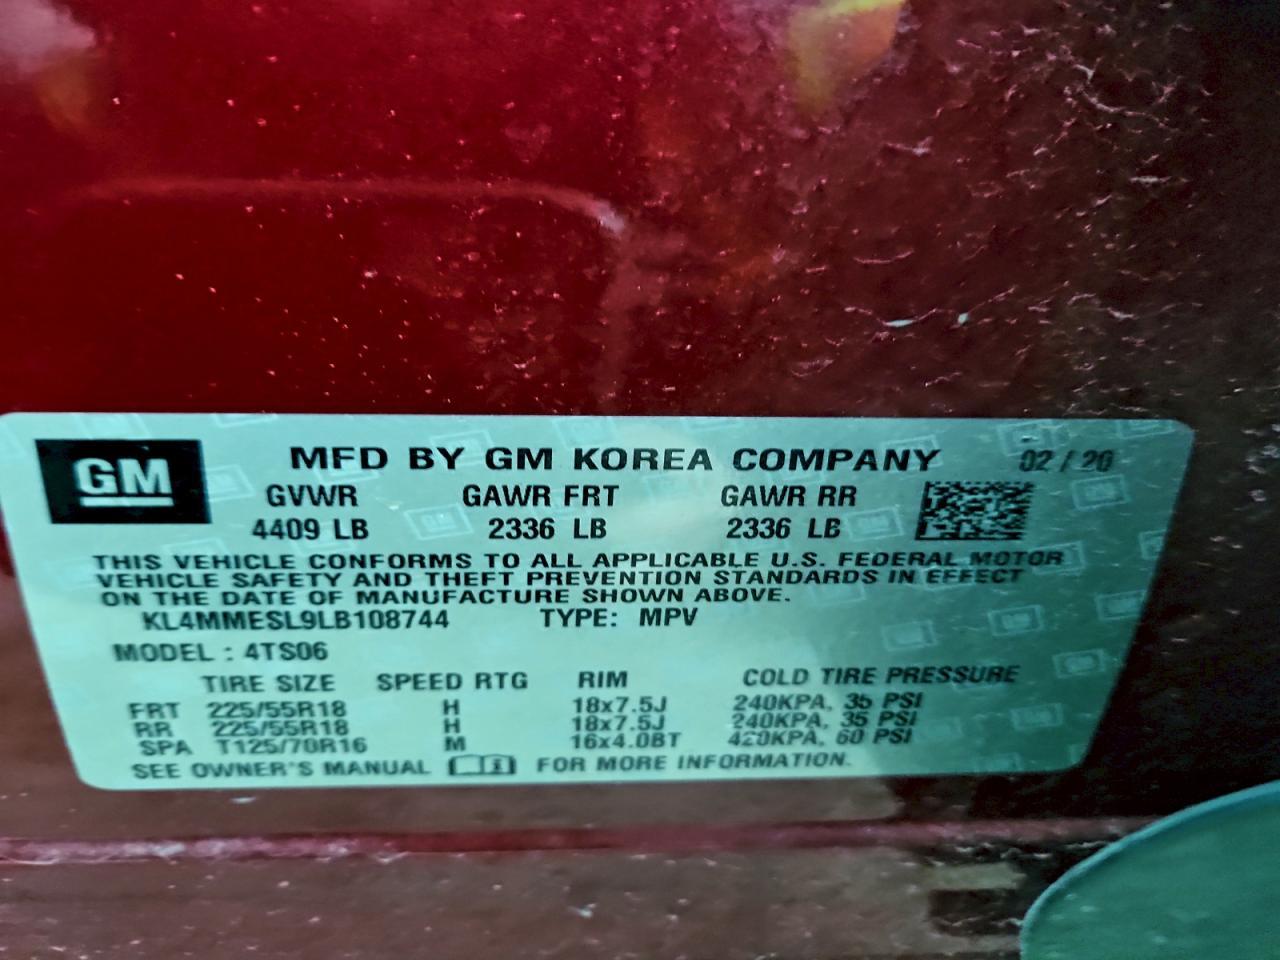 GM MFD BY GM KOREA COMPANY 02 / 20
GVWR GAWR FRT GAWR RR
4409 LB 2336 LB 2336 LB
THIS VEHICLE CONFORMS TO ALL APPLICABLE U.S. FEDERAL MOTOR
VEHICLE SAFETY AND THEFT PREVENTION STANDARDS IN EFFECT
ON THE DATE OF MANUFACTURE SHOWN ABOVE.
KL4MMESL9LB108744 TYPE: MPV
MODEL : 4TS06
TIRE SIZE SPEED RTG RIM COLD TIRE PRESSURE
FRT 225/55R18 H 18x7.5J 240KPA, 35 PSI
RR 225/55R18 H 18x7.5J 240KPA, 35 PSI
SPA T125/70R16 M 16x4.0BT 420KPA, 60 PSI
SEE OWNER'S MANUAL FOR MORE INFORMATION.